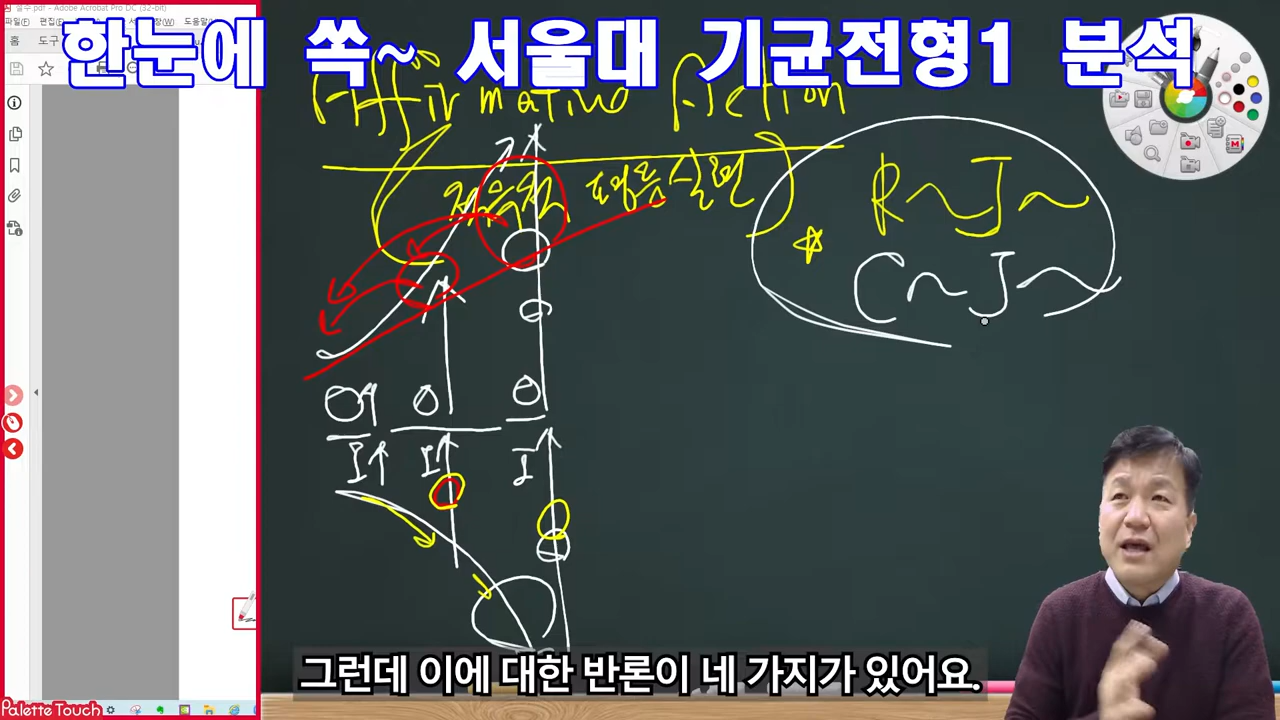 한눈에 쏙~ 서울대 기균전형1 분석
Affirmative Action
적극적 평등실현
R~J~
C~J~
O↑ O O
I↑ I I
그런데 이에 대한 반론이 네 가지가 있어요.
Palette Touch